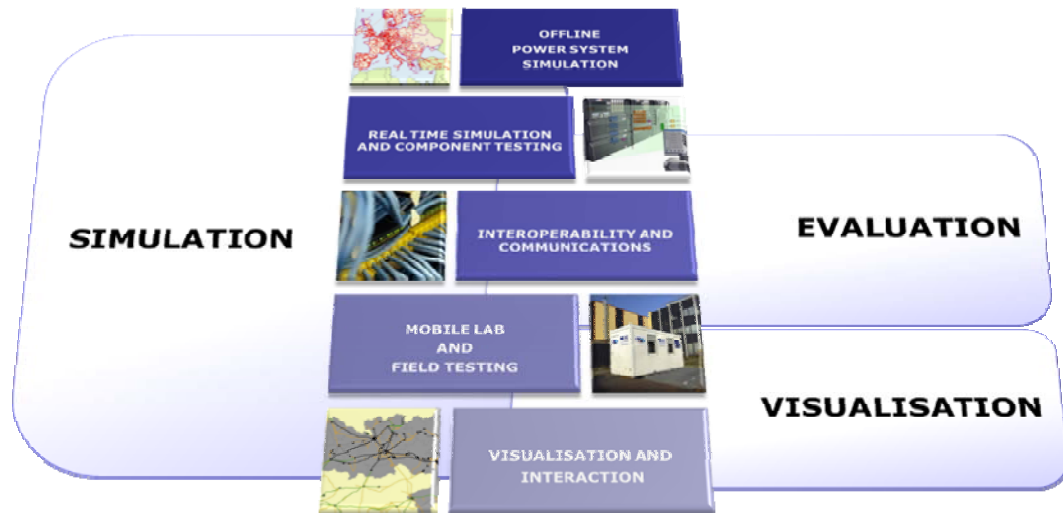 OFFLINE
POWER SYSTEM
SIMULATION
REAL TIME SIMULATION
AND COMPONENT TESTING
SIMULATION
INTEROPERABILITY AND
COMMUNICATIONS
EVALUATION
MOBILE LAB
AND
FIELD TESTING
VISUALISATION
VISUALISATION AND
INTERACTION